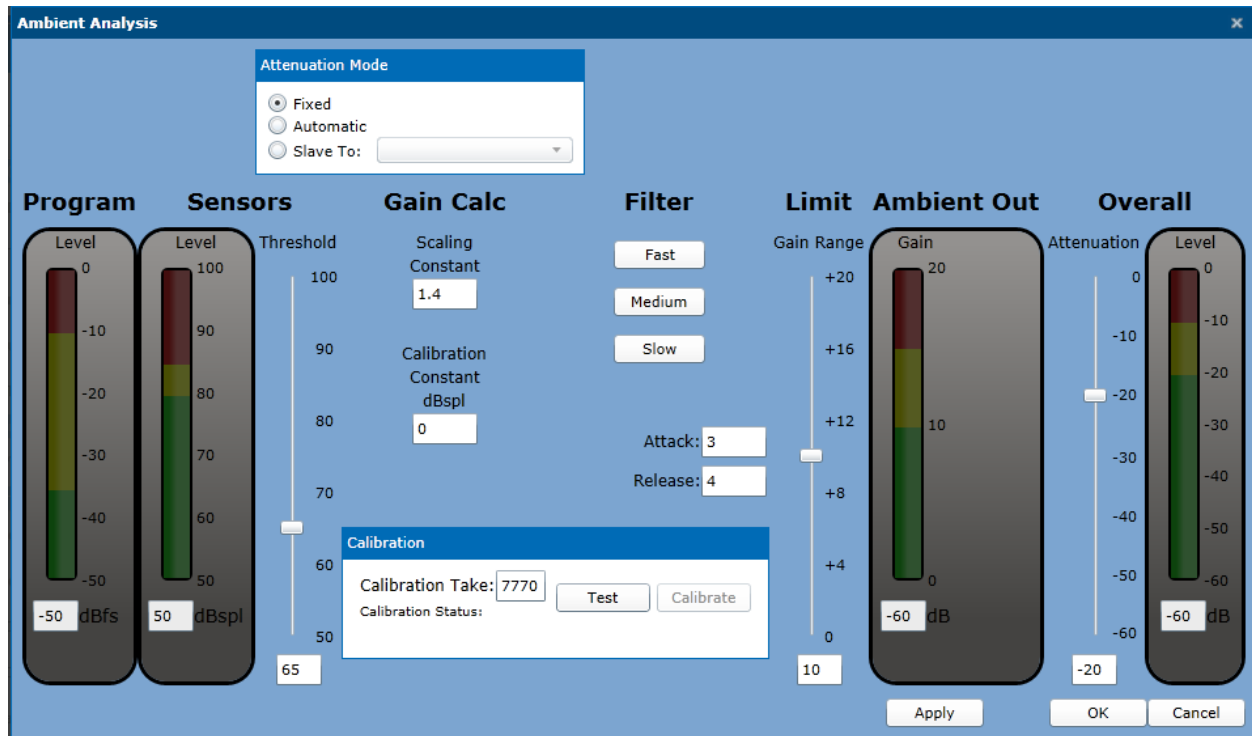 Ambient Analysis
Attenuation Mode
Fixed
Automatic
Slave To:
Program
Level
0
-10
-20
-30
-40
-50
-50 dBfs
Sensors
Level
100
90
80
70
60
50
50 dBspl
Threshold
100
90
80
70
60
50
65
Gain Calc
Scaling
Constant
1.4
Calibration
Constant
dBspl
0
Filter
Fast
Medium
Slow
Attack: 3
Release: 4
Calibration
Calibration Take: 7770
Test
Calibrate
Calibration Status:
Limit
Gain Range
+20
+16
+12
+8
+4
0
10
Ambient Out
Gain
20
10
0
-60 dB
Overall
Attenuation
0
-10
-20
-30
-40
-50
-60
-20
Level
0
-10
-20
-30
-40
-50
-60
-60 dB
Apply
OK
Cancel